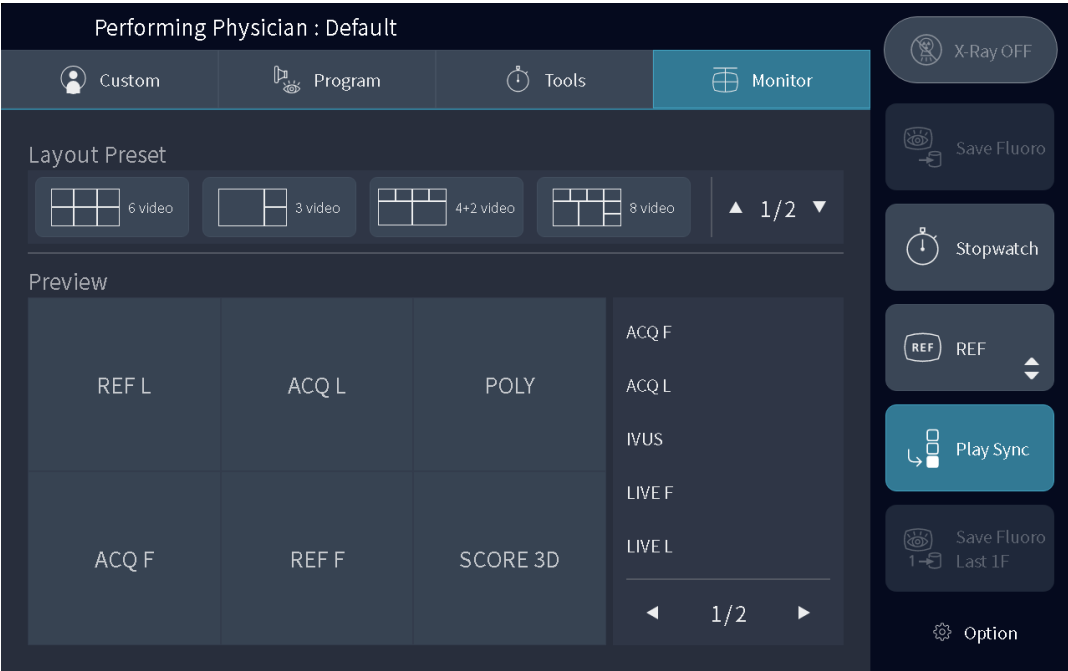 Performing Physician : Default
X-Ray OFF
Custom
Program
Tools
Monitor
Save Fluoro
Layout Preset
6 video
3 video
4+2 video
8 video
▲ 1/2 ▼
Stopwatch
Preview
REF L
ACQ L
POLY
ACQ F
REF F
SCORE 3D
ACQ F
ACQ L
IVUS
LIVE F
LIVE L
◀ 1/2 ▶
REF
REF
Play Sync
1
Save Fluoro
Last 1F
Option